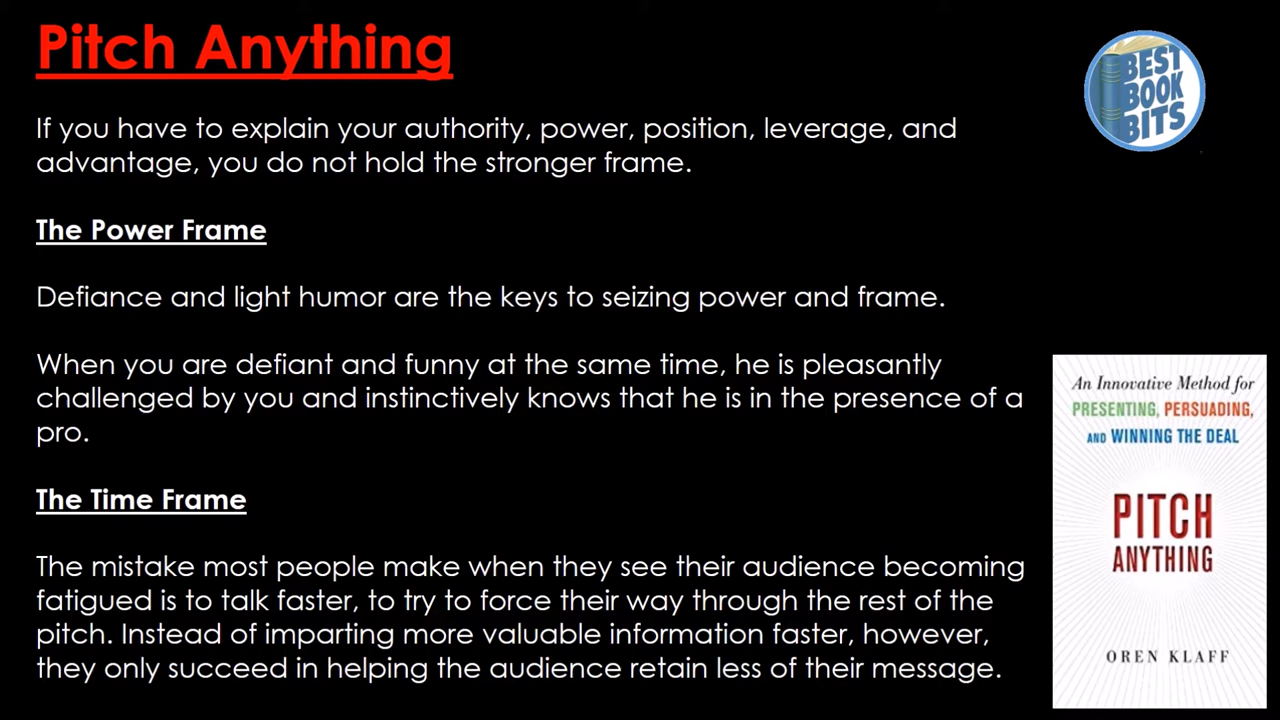 Pitch Anything
BEST
BOOK
BITS
If you have to explain your authority, power, position, leverage, and
advantage, you do not hold the stronger frame.
The Power Frame
Defiance and light humor are the keys to seizing power and frame.
When you are defiant and funny at the same time, he is pleasantly
challenged by you and instinctively knows that he is in the presence of a
pro.
The Time Frame
The mistake most people make when they see their audience becoming
fatigued is to talk faster, to try to force their way through the rest of the
pitch. Instead of imparting more valuable information faster, however,
they only succeed in helping the audience retain less of their message.
An Innovative Method for
PRESENTING, PERSUADING,
AND WINNING THE DEAL
PITCH
ANYTHING
OREN KLAFF